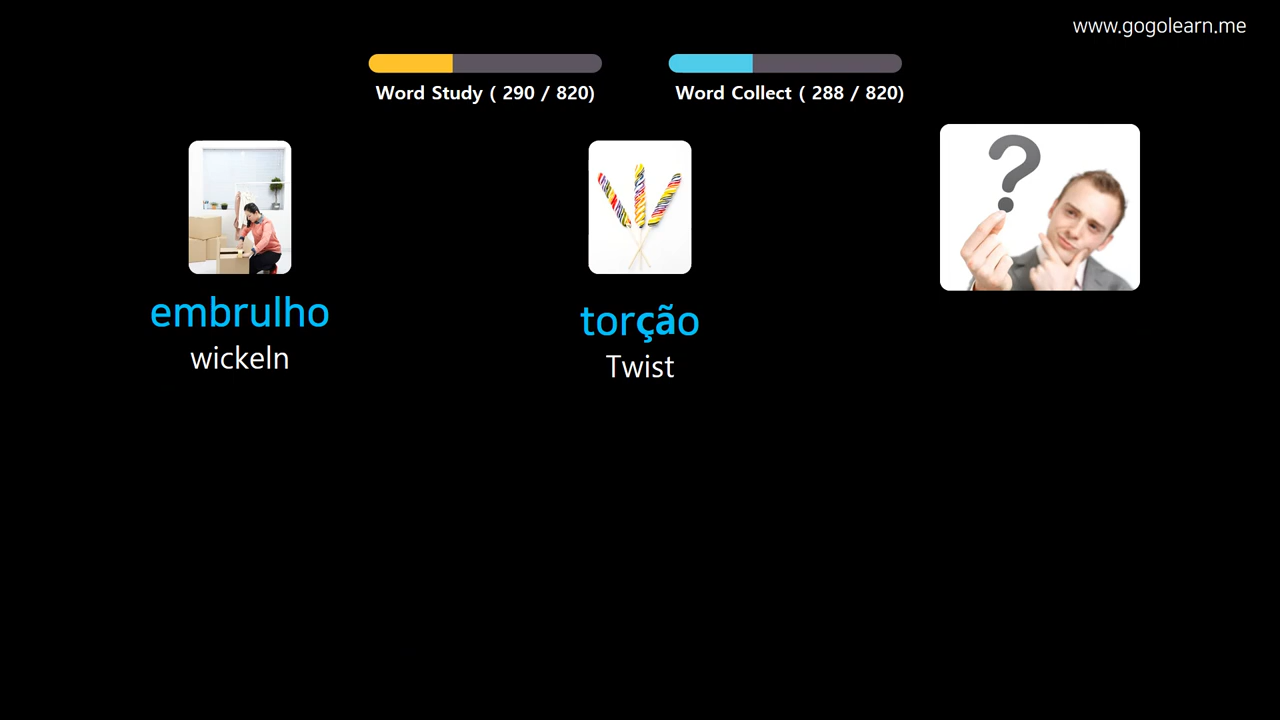 www.gogolearn.me
Word Study ( 290 / 820)
Word Collect ( 288 / 820)
embrulho
wickeln
torção
Twist
?